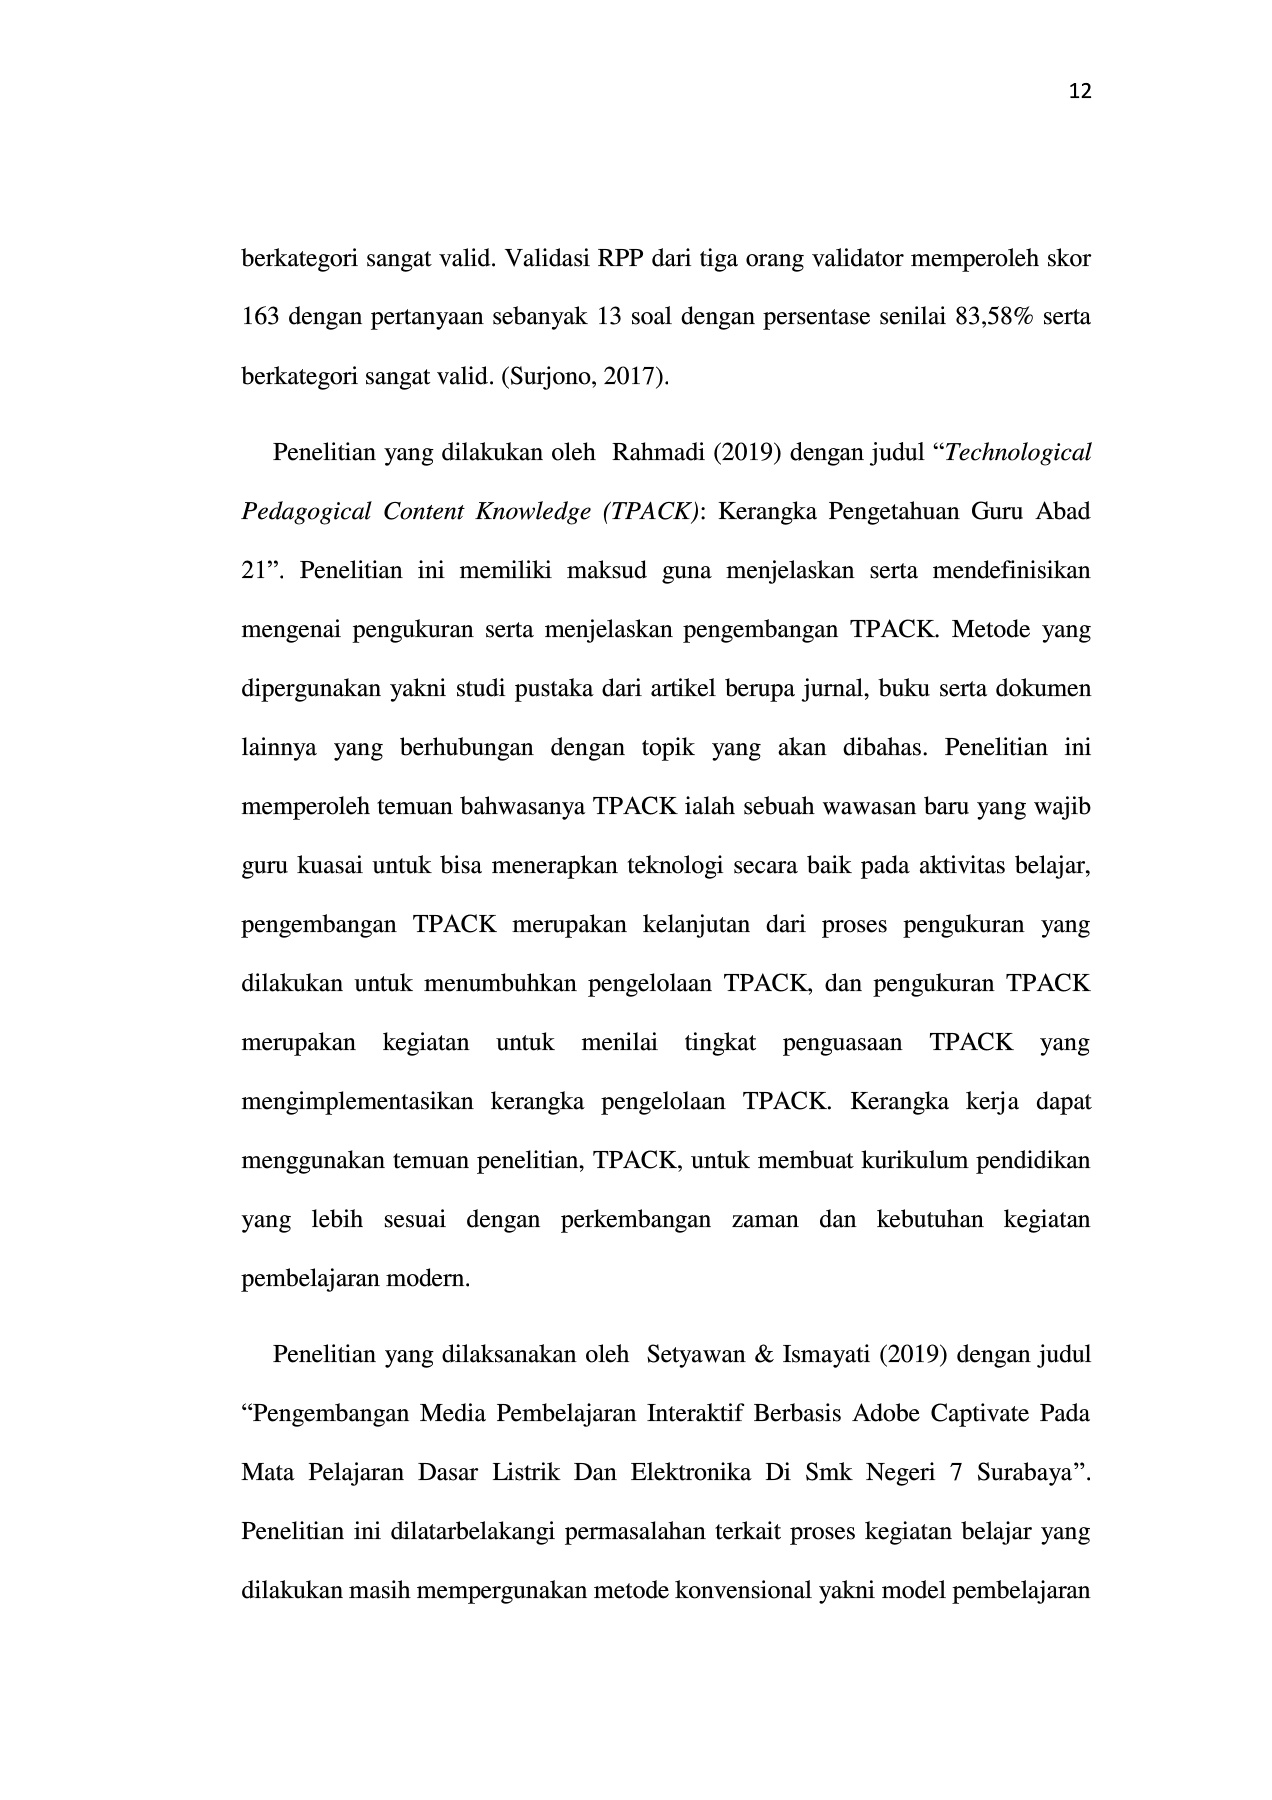 12
berkategori sangat valid. Validasi RPP dari tiga orang validator memperoleh skor
163 dengan pertanyaan sebanyak 13 soal dengan persentase senilai 83,58% serta
berkategori sangat valid. (Surjono, 2017).
Penelitian yang dilakukan oleh  Rahmadi (2019) dengan judul “Technological
Pedagogical Content Knowledge (TPACK): Kerangka Pengetahuan Guru Abad
21”. Penelitian ini memiliki maksud guna menjelaskan serta mendefinisikan
mengenai pengukuran serta menjelaskan pengembangan TPACK. Metode yang
dipergunakan yakni studi pustaka dari artikel berupa jurnal, buku serta dokumen
lainnya yang berhubungan dengan topik yang akan dibahas. Penelitian ini
memperoleh temuan bahwasanya TPACK ialah sebuah wawasan baru yang wajib
guru kuasai untuk bisa menerapkan teknologi secara baik pada aktivitas belajar,
pengembangan TPACK merupakan kelanjutan dari proses pengukuran yang
dilakukan untuk menumbuhkan pengelolaan TPACK, dan pengukuran TPACK
merupakan kegiatan untuk menilai tingkat penguasaan TPACK yang
mengimplementasikan kerangka pengelolaan TPACK. Kerangka kerja dapat
menggunakan temuan penelitian, TPACK, untuk membuat kurikulum pendidikan
yang lebih sesuai dengan perkembangan zaman dan kebutuhan kegiatan
pembelajaran modern.
Penelitian yang dilaksanakan oleh  Setyawan & Ismayati (2019) dengan judul
“Pengembangan Media Pembelajaran Interaktif Berbasis Adobe Captivate Pada
Mata Pelajaran Dasar Listrik Dan Elektronika Di Smk Negeri 7 Surabaya”.
Penelitian ini dilatarbelakangi permasalahan terkait proses kegiatan belajar yang
dilakukan masih mempergunakan metode konvensional yakni model pembelajaran